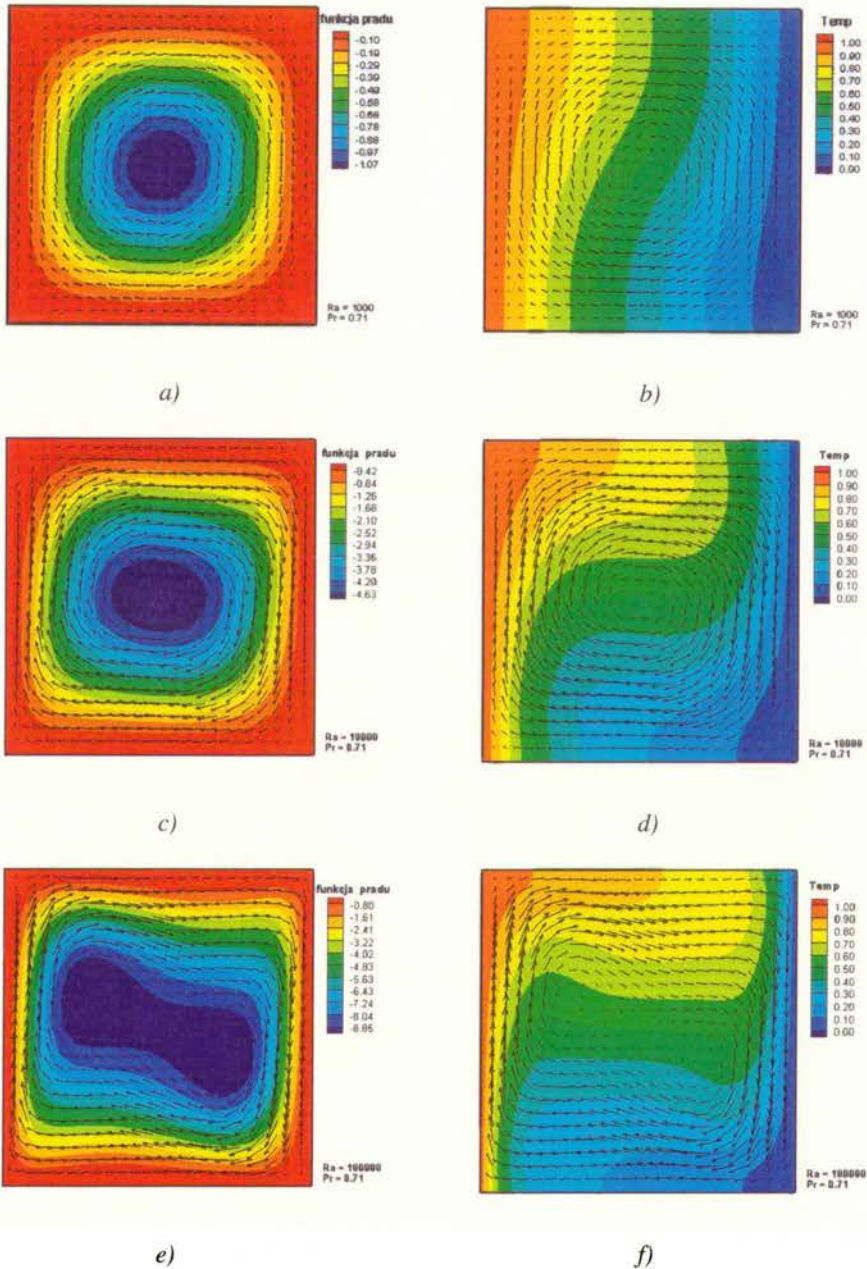 funkcja pradu
-0.10
-0.19
-0.29
-0.39
-0.49
-0.58
-0.68
-0.78
-0.88
-0.97
-1.07
Ra = 1000
Pr = 0.71
a)
Temp
1.00
0.90
0.80
0.70
0.60
0.50
0.40
0.30
0.20
0.10
0.00
Ra = 1000
Pr = 0.71
b)
funkcja pradu
-0.42
-0.84
-1.26
-1.68
-2.10
-2.52
-2.94
-3.36
-3.78
-4.20
-4.63
Ra = 10000
Pr = 0.71
c)
Temp
1.00
0.90
0.80
0.70
0.60
0.50
0.40
0.30
0.20
0.10
0.00
Ra = 10000
Pr = 0.71
d)
funkcja pradu
-0.80
-1.61
-2.41
-3.22
-4.02
-4.83
-5.63
-6.43
-7.24
-8.04
-8.85
Ra = 100000
Pr = 0.71
e)
Temp
1.00
0.90
0.80
0.70
0.60
0.50
0.40
0.30
0.20
0.10
0.00
Ra = 100000
Pr = 0.71
f)